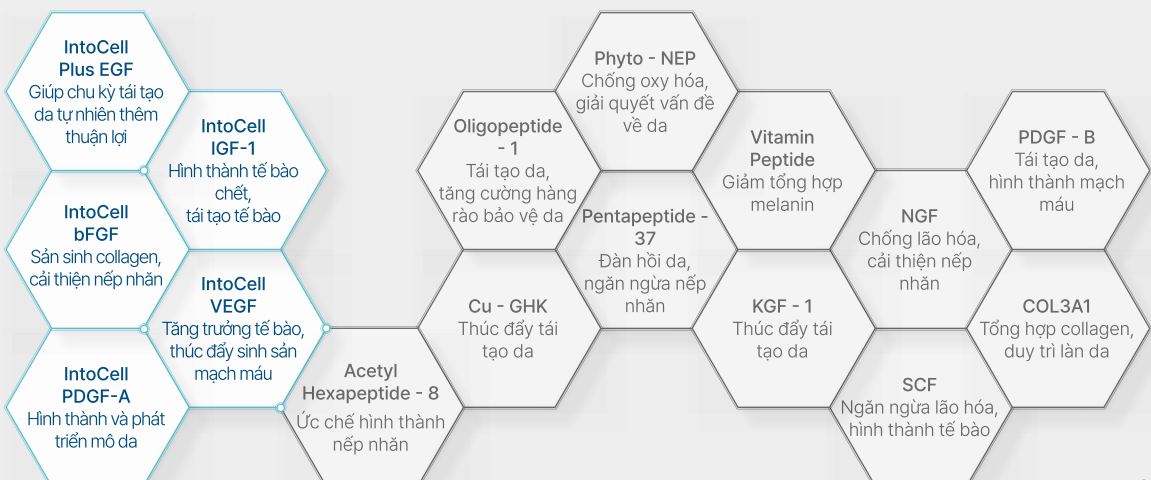 IntoCell
Plus EGF
Giúp chu kỳ tái tạo
da tự nhiên thêm
thuận lợi
IntoCell
IGF-1
Hình thành tế bào
chết,
tái tạo tế bào
IntoCell
bFGF
Sản sinh collagen,
cải thiện nếp nhăn
IntoCell
VEGF
Tăng trưởng tế bào,
thúc đẩy sinh sản
mạch máu
IntoCell
PDGF-A
Hình thành và phát
triển mô da
Acetyl
Hexapeptide - 8
Ức chế hình thành
nếp nhăn
Oligopeptide
- 1
Tái tạo da,
tăng cường hàng
rào bảo vệ da
Cu - GHK
Thúc đẩy tái
tạo da
Phyto - NEP
Chống oxy hóa,
giải quyết vấn đề
về da
Pentapeptide -
37
Đàn hồi da,
ngăn ngừa nếp
nhăn
Vitamin
Peptide
Giảm tổng hợp
melanin
KGF - 1
Thúc đẩy tái
tạo da
NGF
Chống lão hóa,
cải thiện nếp
nhăn
SCF
Ngăn ngừa lão hóa,
hình thành tế bào
PDGF - B
Tái tạo da,
hình thành mạch
máu
COL3A1
Tổng hợp collagen,
duy trì làn da